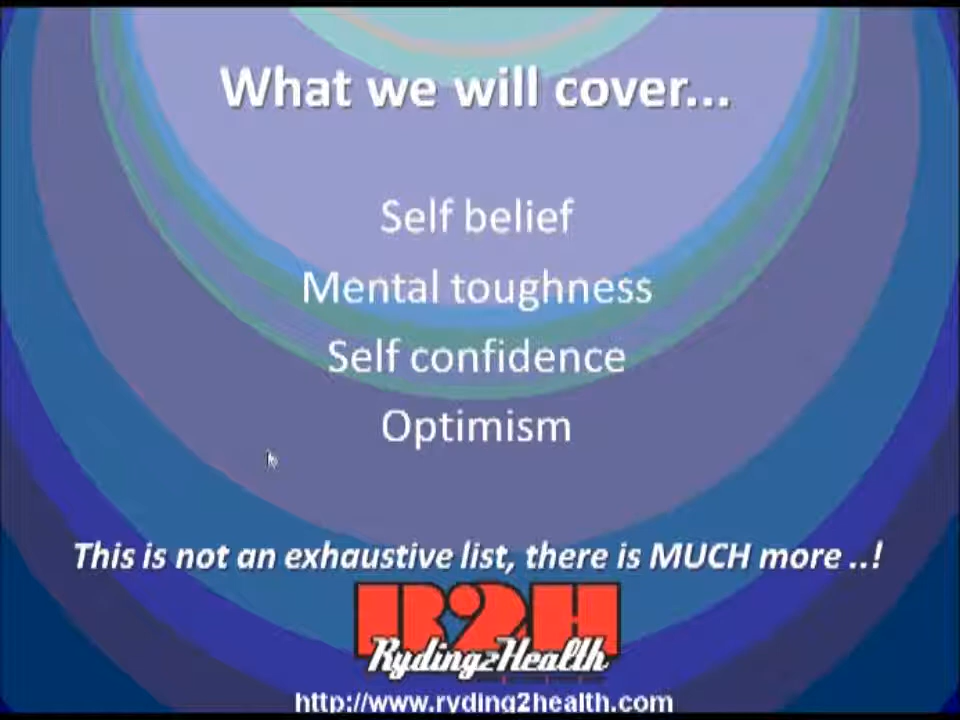 What we will cover...
Self belief
Mental toughness
Self confidence
Optimism
This is not an exhaustive list, there is MUCH more ..!
R2H
Ryding2Health
http://www.ryding2health.com